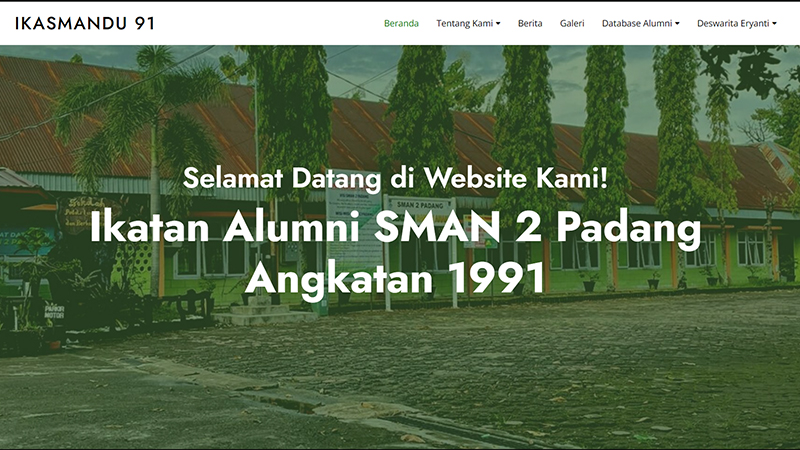 IKASMANDU 91
Beranda Tentang Kami Berita Galeri Database Alumni Deswarita Eryanti
Selamat Datang di Website Kami!
Ikatan Alumni SMAN 2 Padang
Angkatan 1991
SMAN 2 PADANG
PARKIR
MOTOR